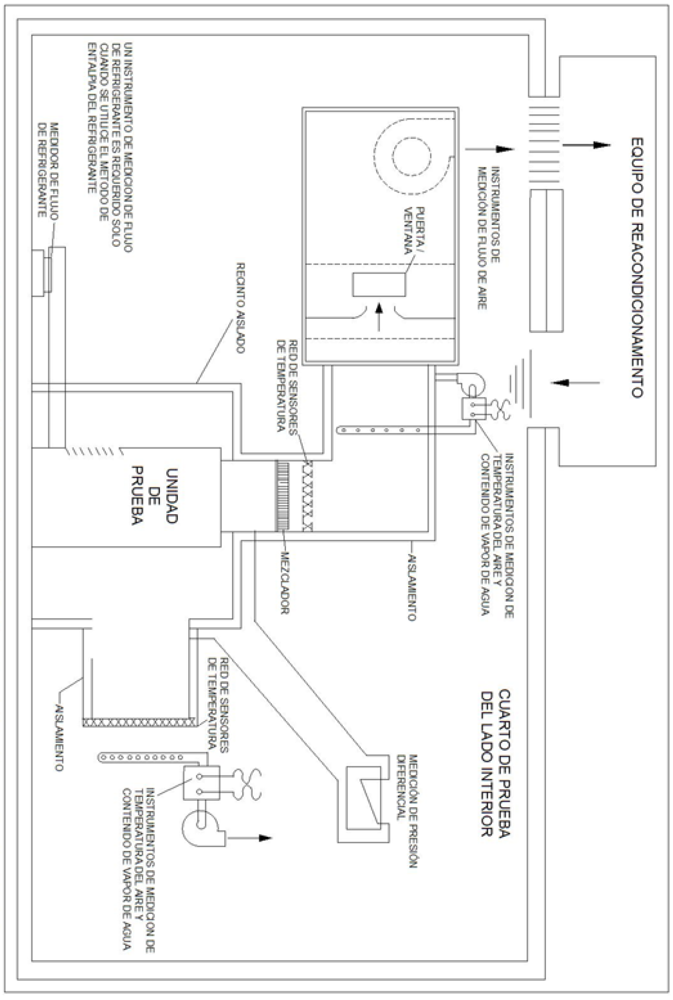 EQUIPO DE REACONDICIONAMENTO
INSTRUMENTOS DE
MEDICIÓN DE FLUJO DE AIRE
PUERTA /
VENTANA
INSTRUMENTOS DE MEDICION DE
TEMPERATURA DEL AIRE Y
CONTENIDO DE VAPOR DE AGUA
CUARTO DE PRUEBA
DEL LADO INTERIOR
AISLAMIENTO
MEDICIÓN DE PRESIÓN
DIFERENCIAL
RED DE SENSORES
DE TEMPERATURA
MEZCLADOR
RECINTO AISLADO
RED DE SENSORES
DE TEMPERATURA
UNIDAD
DE
PRUEBA
UN INSTRUMENTO DE MEDICION DE FLUJO
DE REFRIGERANTE ES REQUERIDO SOLO
CUANDO SE UTILICE EL METODO DE
ENTALPIA DEL REFRIGERANTE
INSTRUMENTOS DE MEDICION DE
TEMPERATURA DEL AIRE Y
CONTENIDO DE VAPOR DE AGUA
MEDIDOR DE FLUJO
DE REFRIGERANTE
AISLAMIENTO